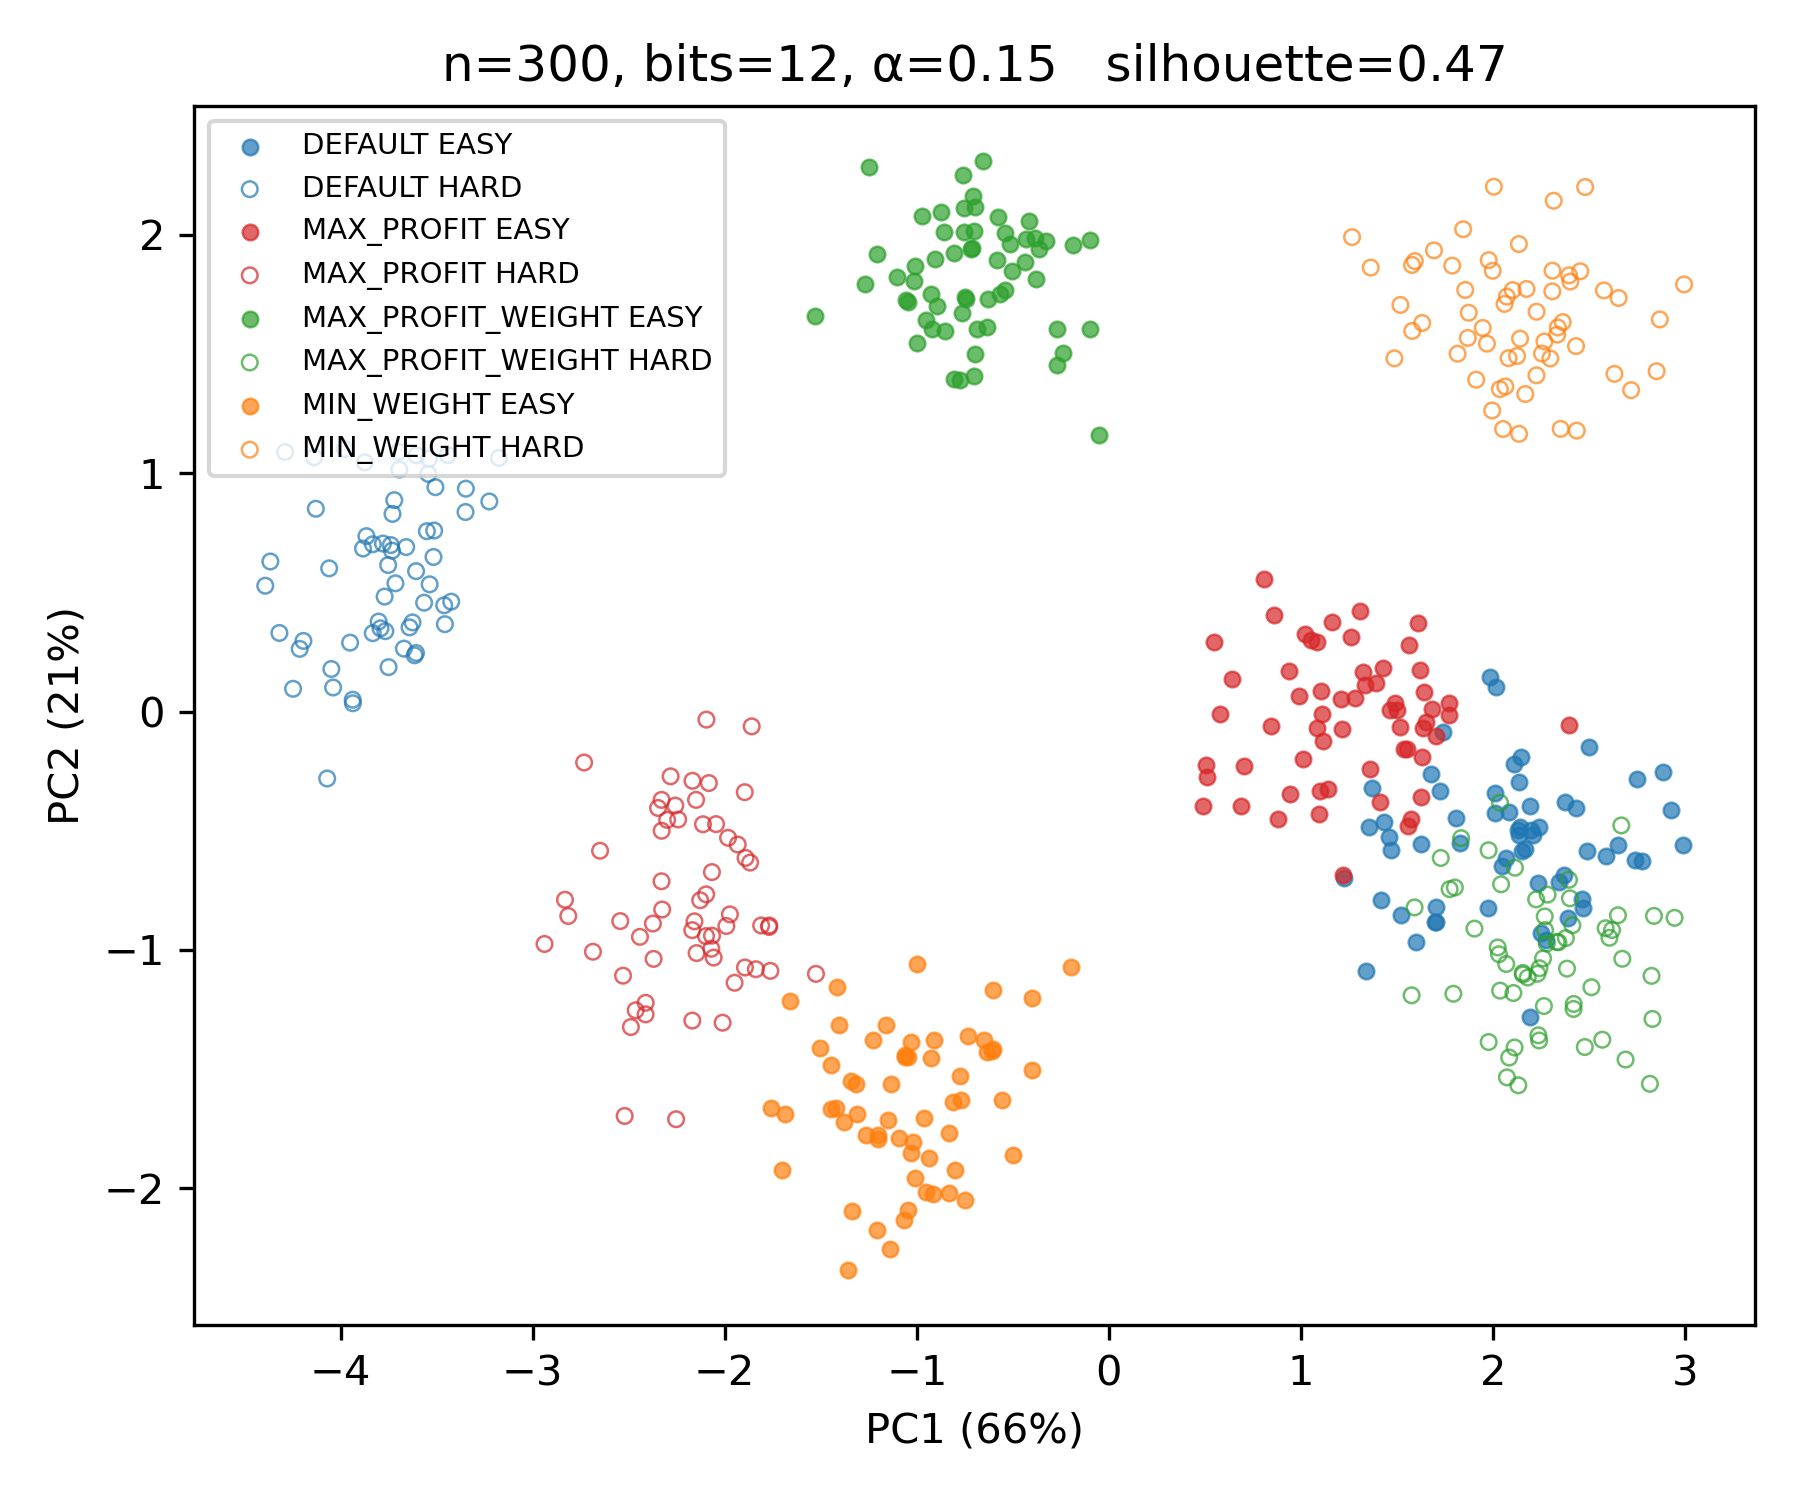 n=300, bits=12, α=0.15 silhouette=0.47
DEFAULT EASY
DEFAULT HARD
MAX_PROFIT EASY
MAX_PROFIT HARD
MAX_PROFIT_WEIGHT EASY
MAX_PROFIT_WEIGHT HARD
MIN_WEIGHT EASY
MIN_WEIGHT HARD
PC2 (21%)
2
1
0
−1
−2
−4 −3 −2 −1 0 1 2 3
PC1 (66%)